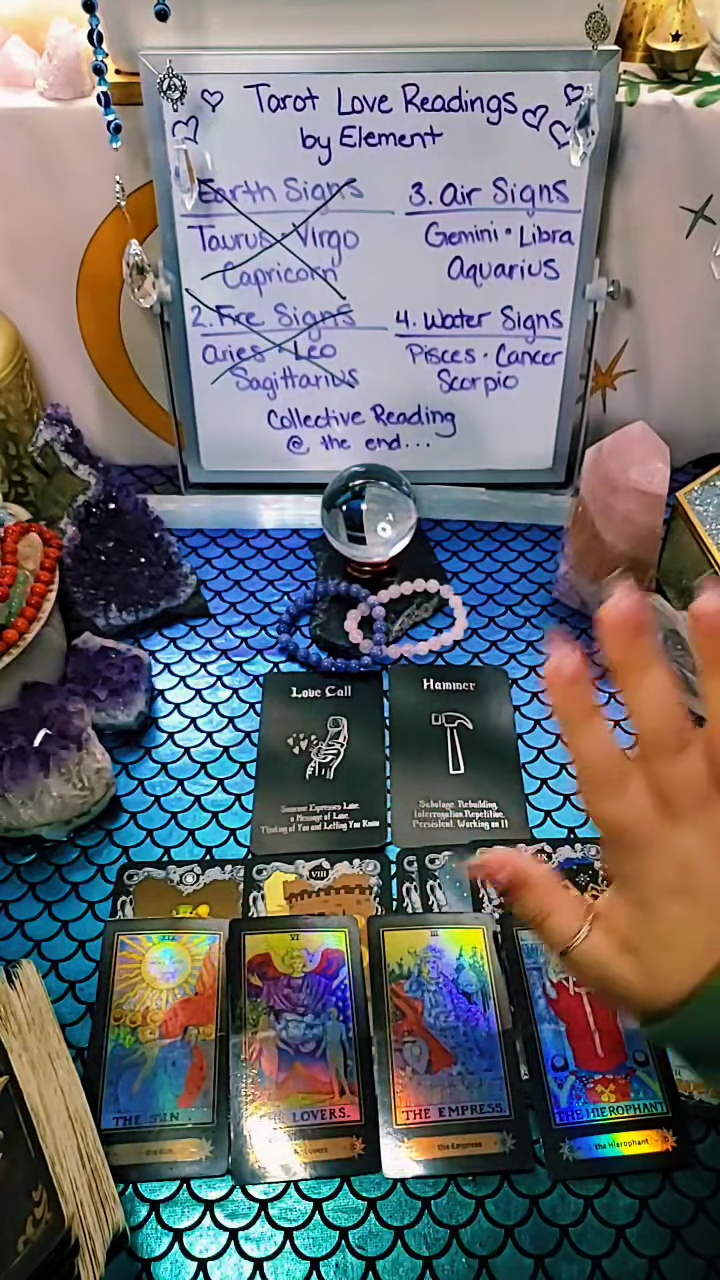 Tarot Love Readings
by Element
Earth Signs
Taurus · Virgo
Capricorn
2. Fire Signs
Aries · Leo
Sagittarius
3. Air Signs
Gemini · Libra
Aquarius
4. Water Signs
Pisces · Cancer
Scorpio
Collective Reading
@ the end...
Love Call
Someone Expresses Love,
a Message of Love,
Thinking of You and Letting You Know
Hammer
Sabotage, Rebuilding,
Interrogation, Repetitive,
Persistent, Working on It
VIII
THE SUN.
the Sun
VI
THE LOVERS.
Lovers
III
THE EMPRESS.
the Empress
THE HIEROPHANT
the Hierophant